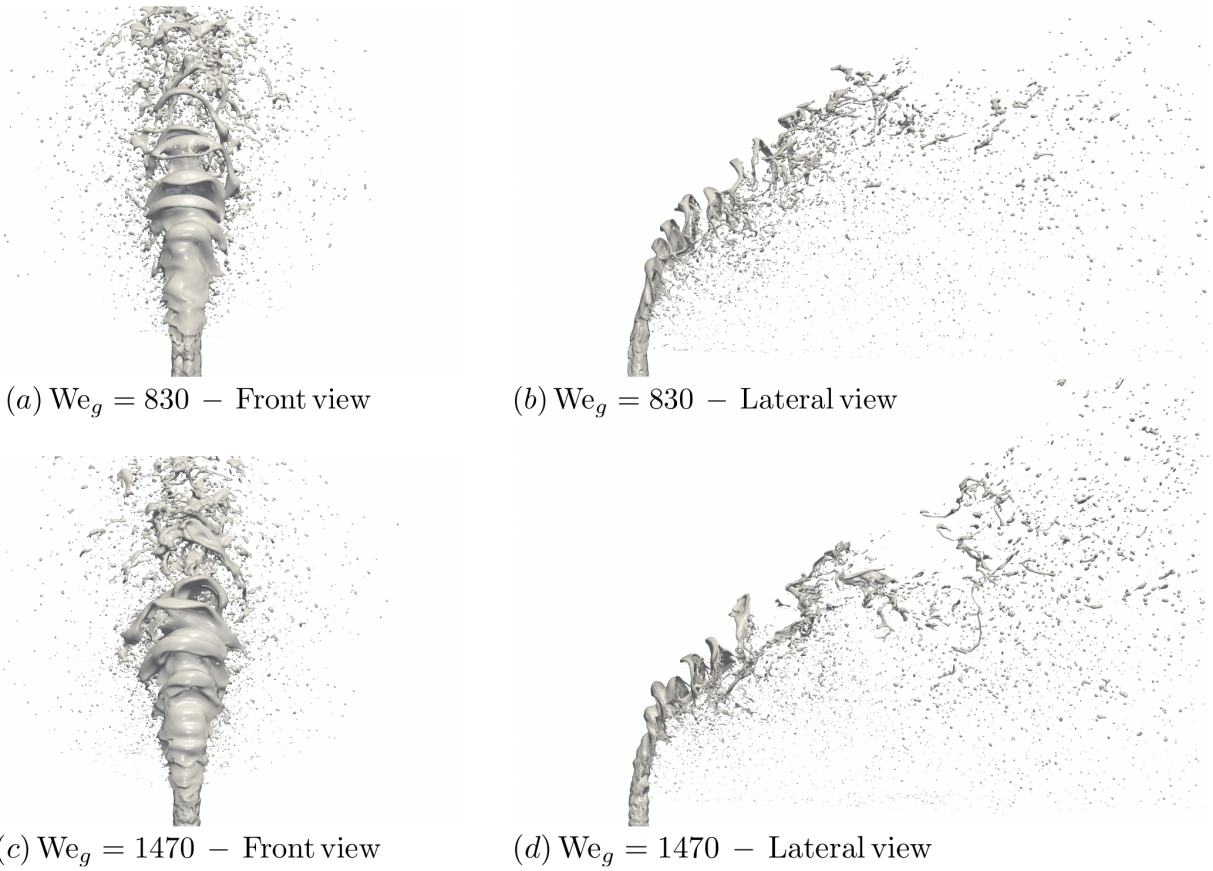 (a) We_g = 830 − Front view
(b) We_g = 830 − Lateral view
(c) We_g = 1470 − Front view
(d) We_g = 1470 − Lateral view